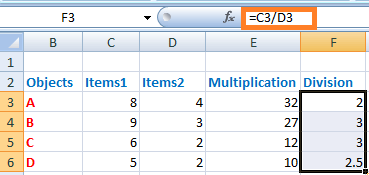 F3 fx =C3/D3
B C D E F
1
2 Objects Items1 Items2 Multiplication Division
3 A 8 4 32 2
4 B 9 3 27 3
5 C 6 2 12 3
6 D 5 2 10 2.5